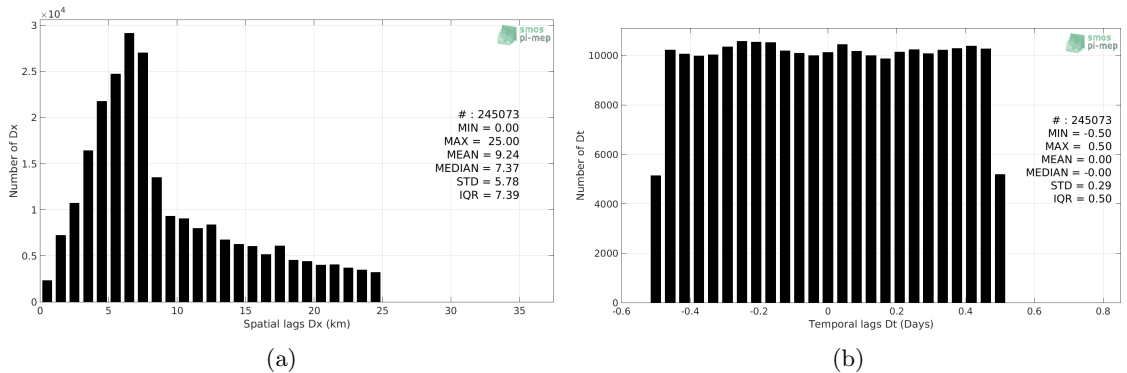 ×10⁴
3
2.5
2
1.5
1
0.5
0
Number of Dx
smos
pi-mep
# : 245073
MIN = 0.00
MAX = 25.00
MEAN = 9.24
MEDIAN = 7.37
STD = 5.78
IQR = 7.39
0 5 10 15 20 25 30 35
Spatial lags Dx (km)
(a)
10000
8000
6000
4000
2000
0
Number of Dt
smos
pi-mep
# : 245073
MIN = -0.50
MAX = 0.50
MEAN = 0.00
MEDIAN = -0.00
STD = 0.29
IQR = 0.50
-0.6 -0.4 -0.2 0 0.2 0.4 0.6 0.8
Temporal lags Dt (Days)
(b)